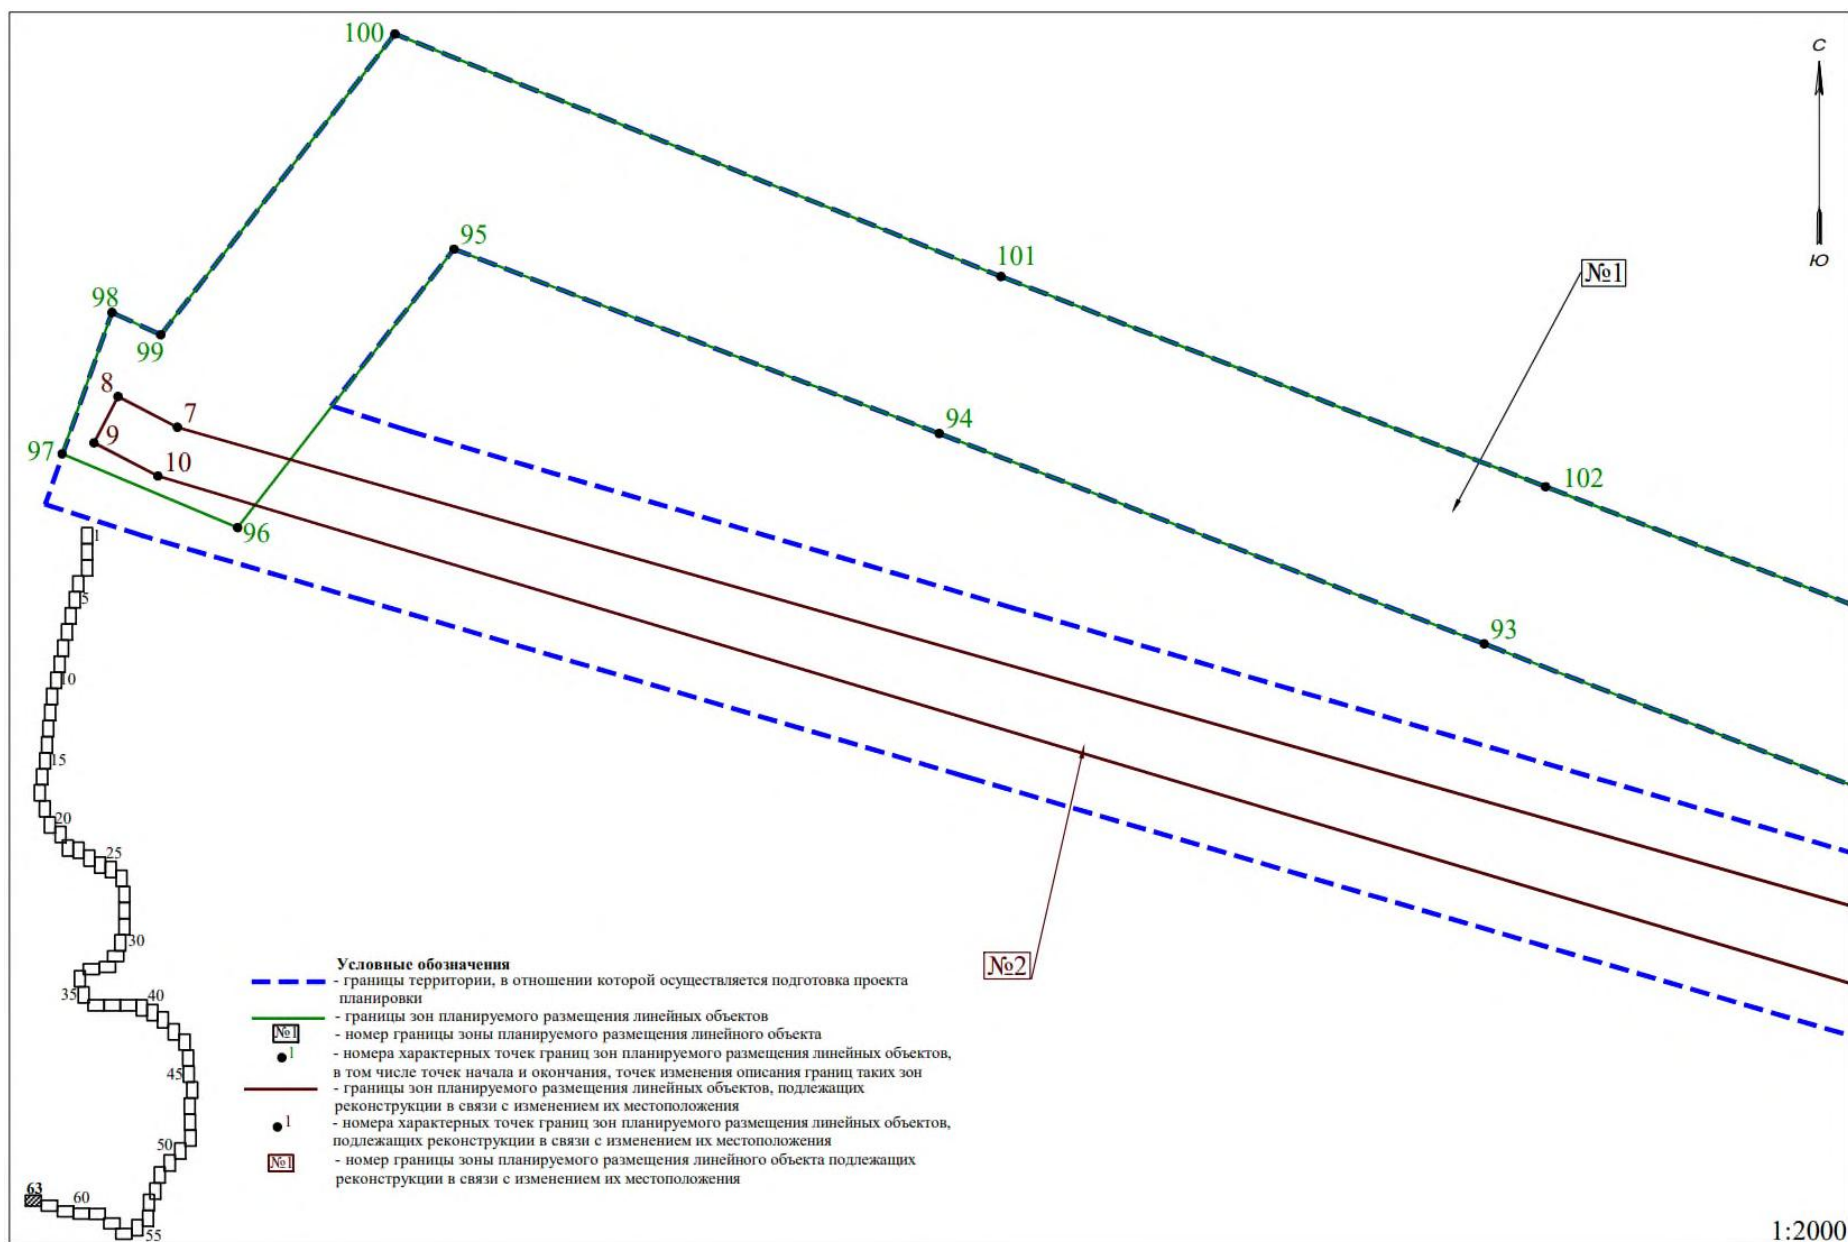 100
С
95
101
№1
Ю
98
99
8
7
94
9
97
10
102
96
1
5
93
10
15
20
25
30
№2
Условные обозначения
- границы территории, в отношении которой осуществляется подготовка проекта
планировки
35
40
- границы зон планируемого размещения линейных объектов
№1
- номер границы зоны планируемого размещения линейного объекта
1
- номера характерных точек границ зон планируемого размещения линейных объектов,
в том числе точек начала и окончания, точек изменения описания границ таких зон
45
- границы зон планируемого размещения линейных объектов, подлежащих
реконструкции в связи с изменением их местоположения
1
- номера характерных точек границ зон планируемого размещения линейных объектов,
подлежащих реконструкции в связи с изменением их местоположения
50
№1
- номер границы зоны планируемого размещения линейного объекта подлежащих
реконструкции в связи с изменением их местоположения
63
60
55
1:2000